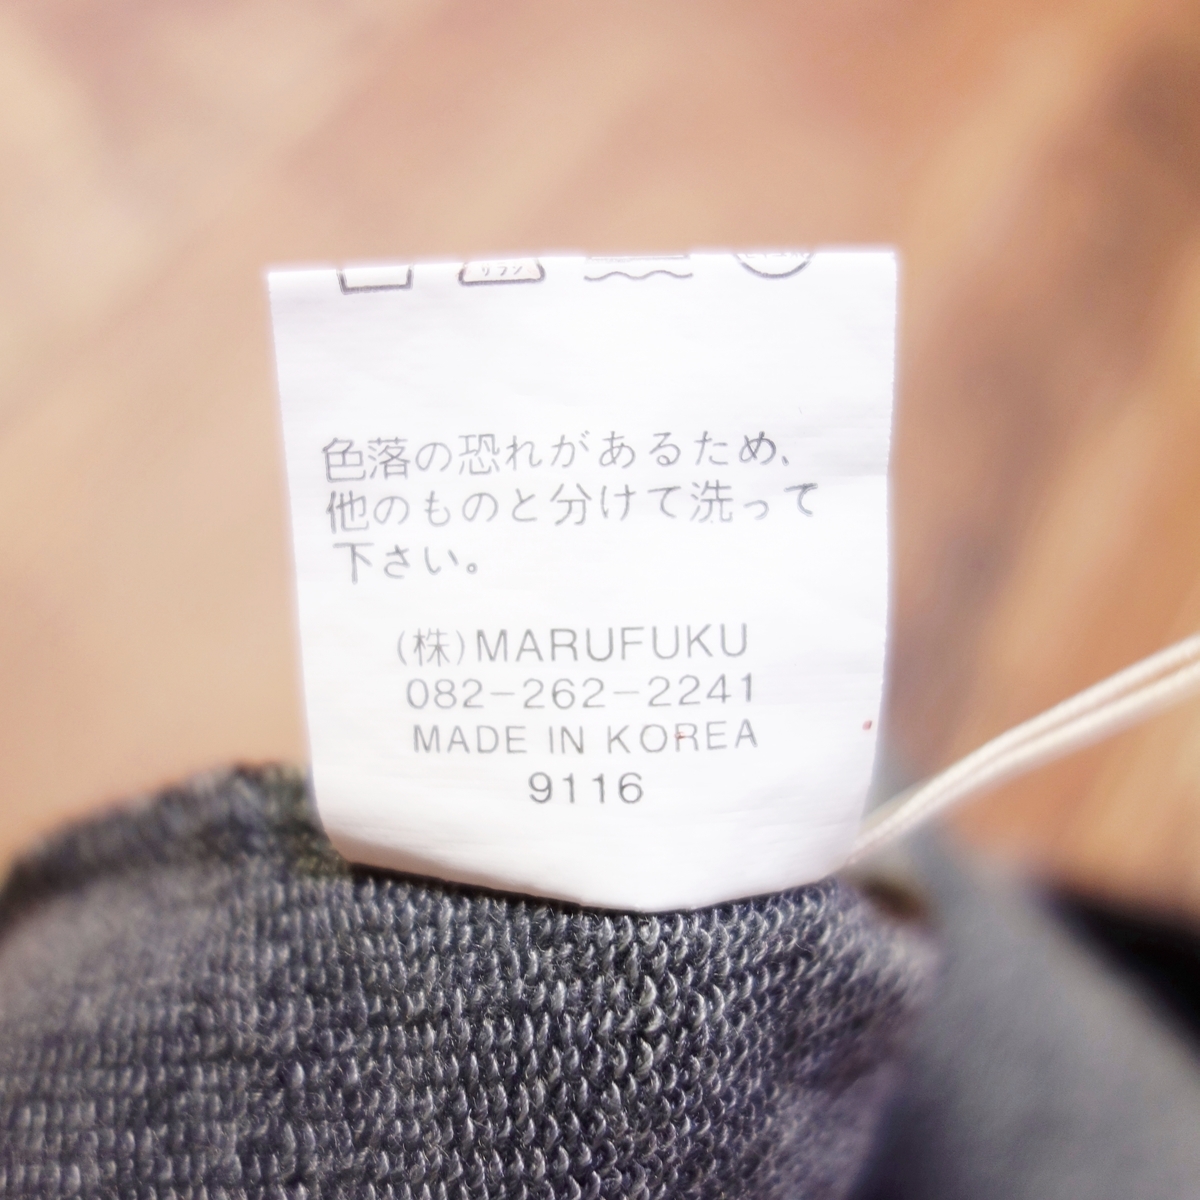 色落の恐れがあるため、
他のものと分けて洗って
下さい。
(株)MARUFUKU
082-262-2241
MADE IN KOREA
9116